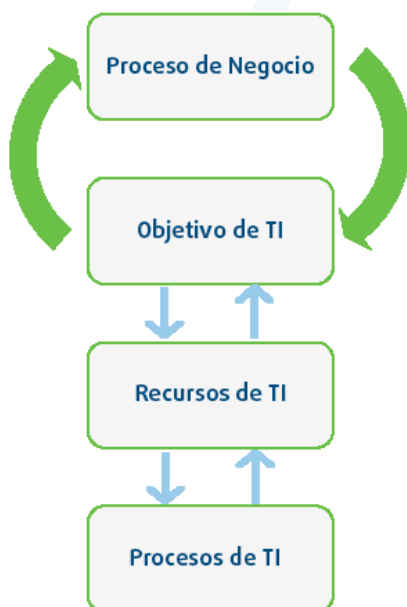 Proceso de Negocio
Objetivo de TI
Recursos de TI
Procesos de TI